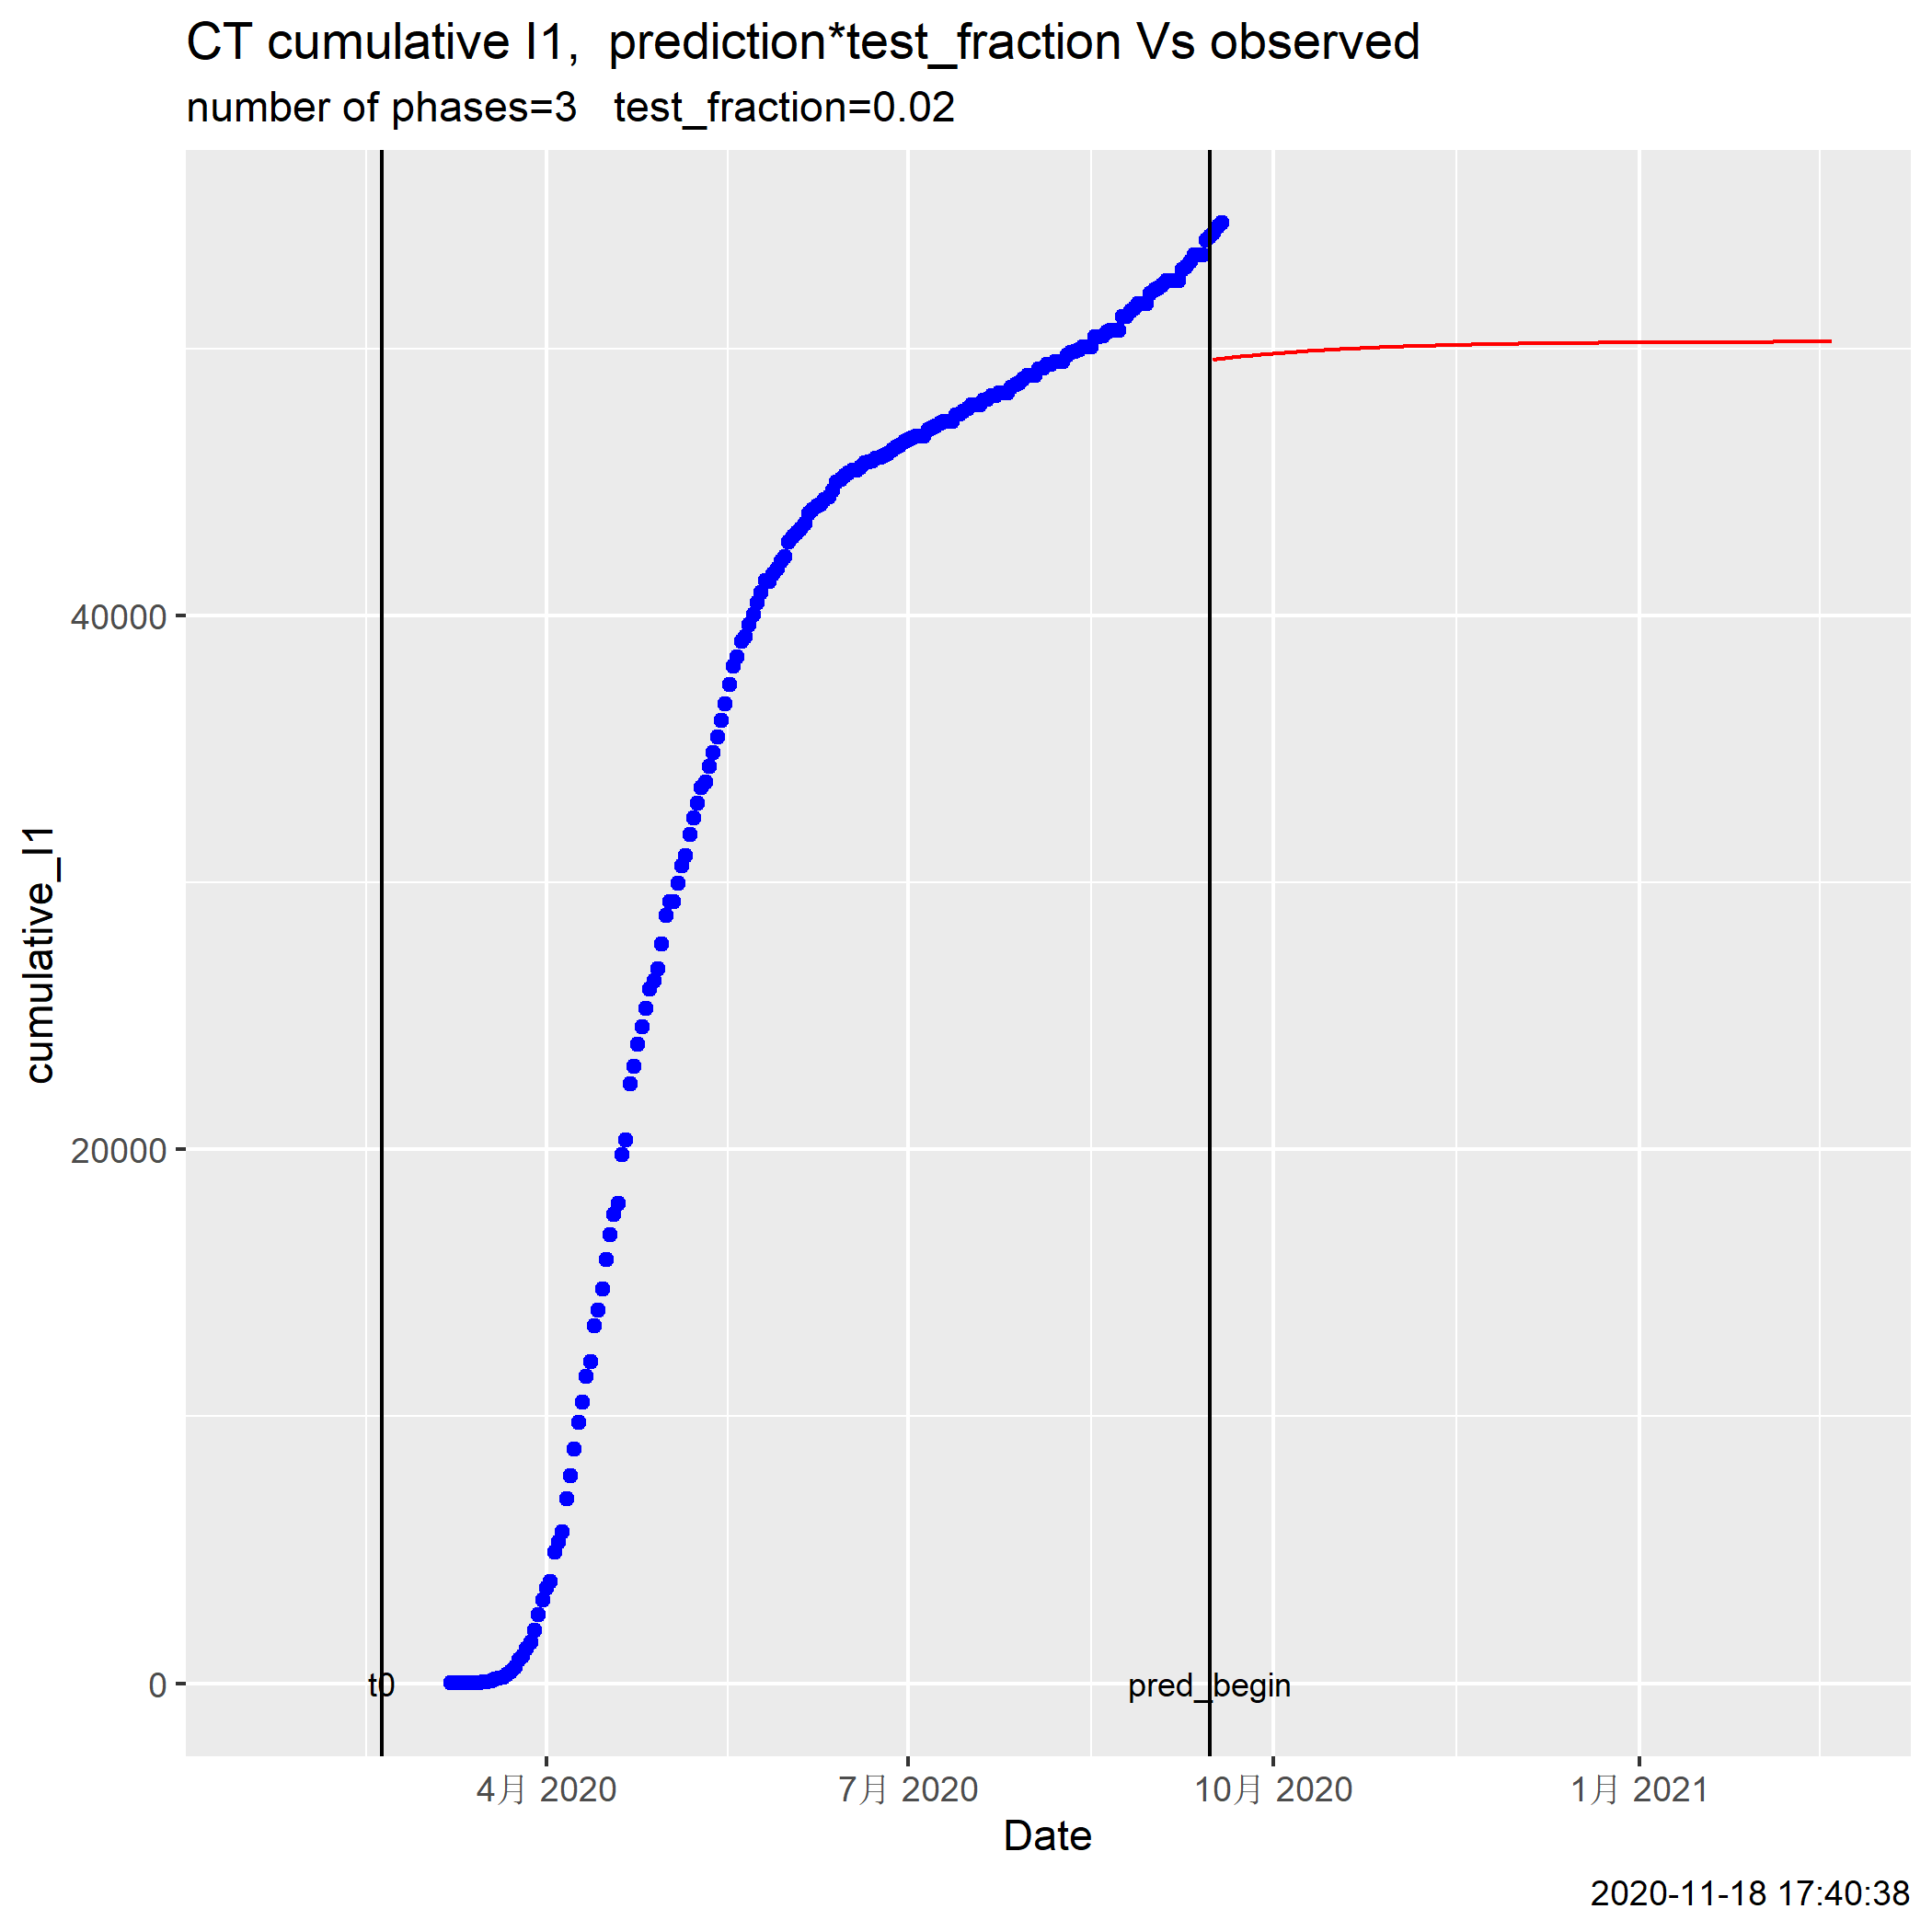 CT cumulative I1,  prediction*test_fraction Vs observed
number of phases=3   test_fraction=0.02
cumulative_I1
40000
20000
0
t0
pred_begin
4月 2020
7月 2020
10月 2020
1月 2021
Date
2020-11-18 17:40:38